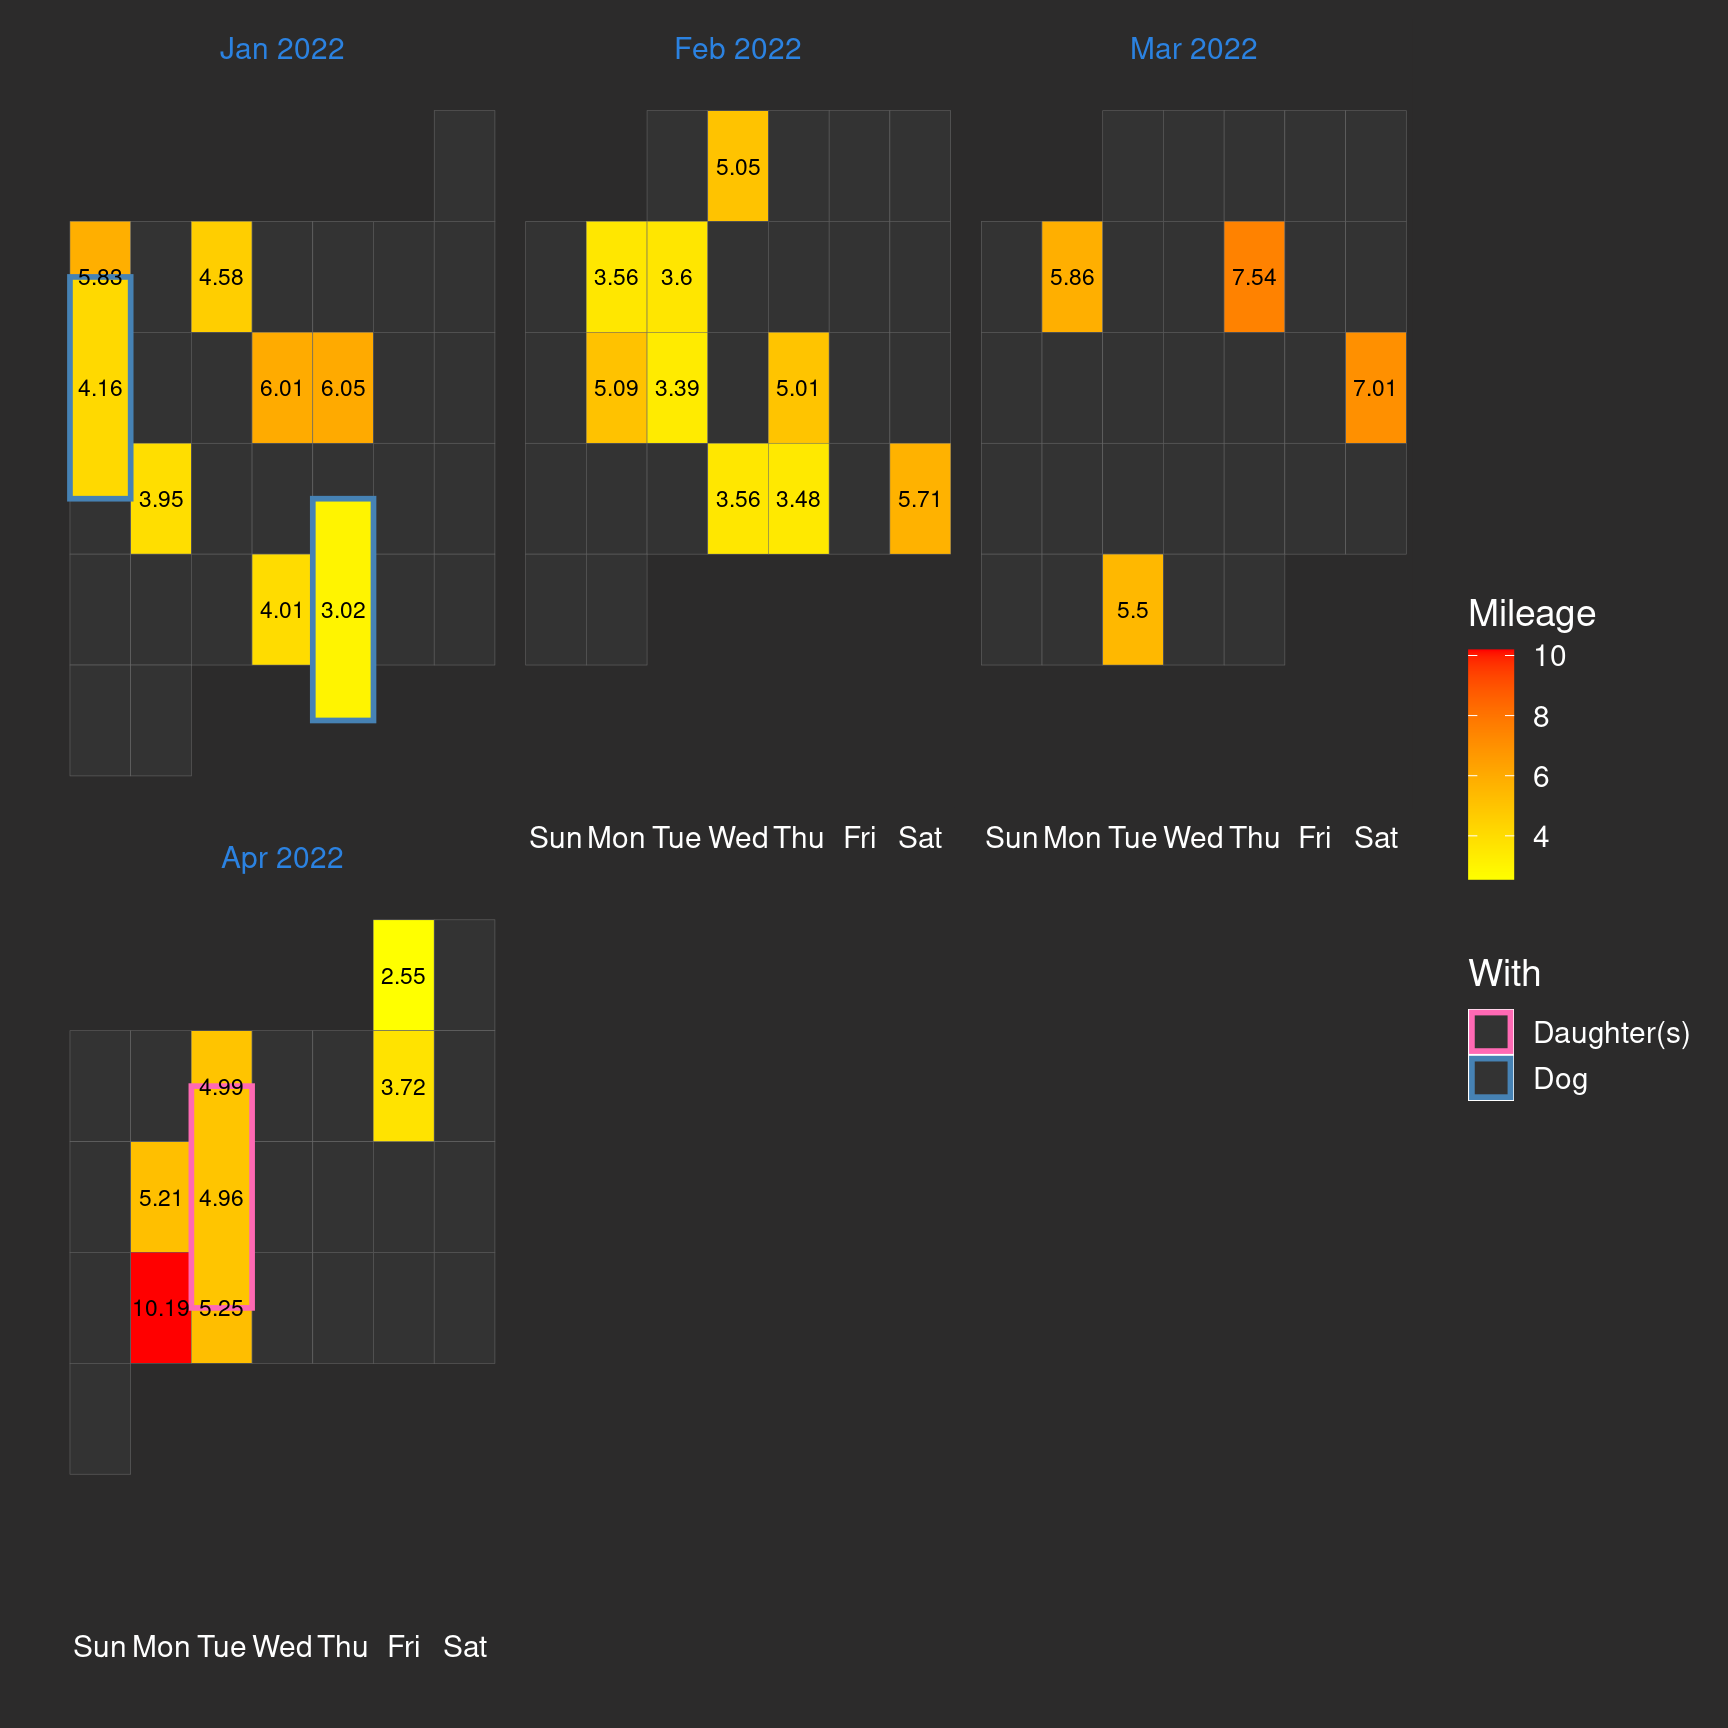 Jan 2022 Feb 2022 Mar 2022
5.05
5.83 4.58 3.56 3.6 5.86 7.54
4.16 6.01 6.05 5.09 3.39 5.01 7.01
3.95 3.56 3.48 5.71
4.01 3.02 5.5
Sun Mon Tue Wed Thu Fri Sat Sun Mon Tue Wed Thu Fri Sat
Apr 2022
2.55
4.99 3.72
5.21 4.96
10.19 5.25
Sun Mon Tue Wed Thu Fri Sat
Mileage
10
8
6
4
With
Daughter(s)
Dog